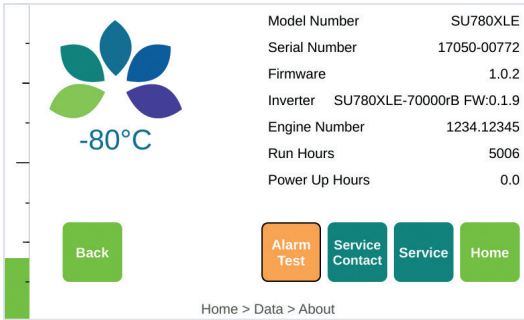 Model Number SU780XLE
Serial Number 17050-00772
Firmware 1.0.2
Inverter SU780XLE-70000rB FW:0.1.9
Engine Number 1234.12345
Run Hours 5006
Power Up Hours 0.0
-80°C
Back
Alarm
Test
Service
Contact
Service
Home
Home > Data > About